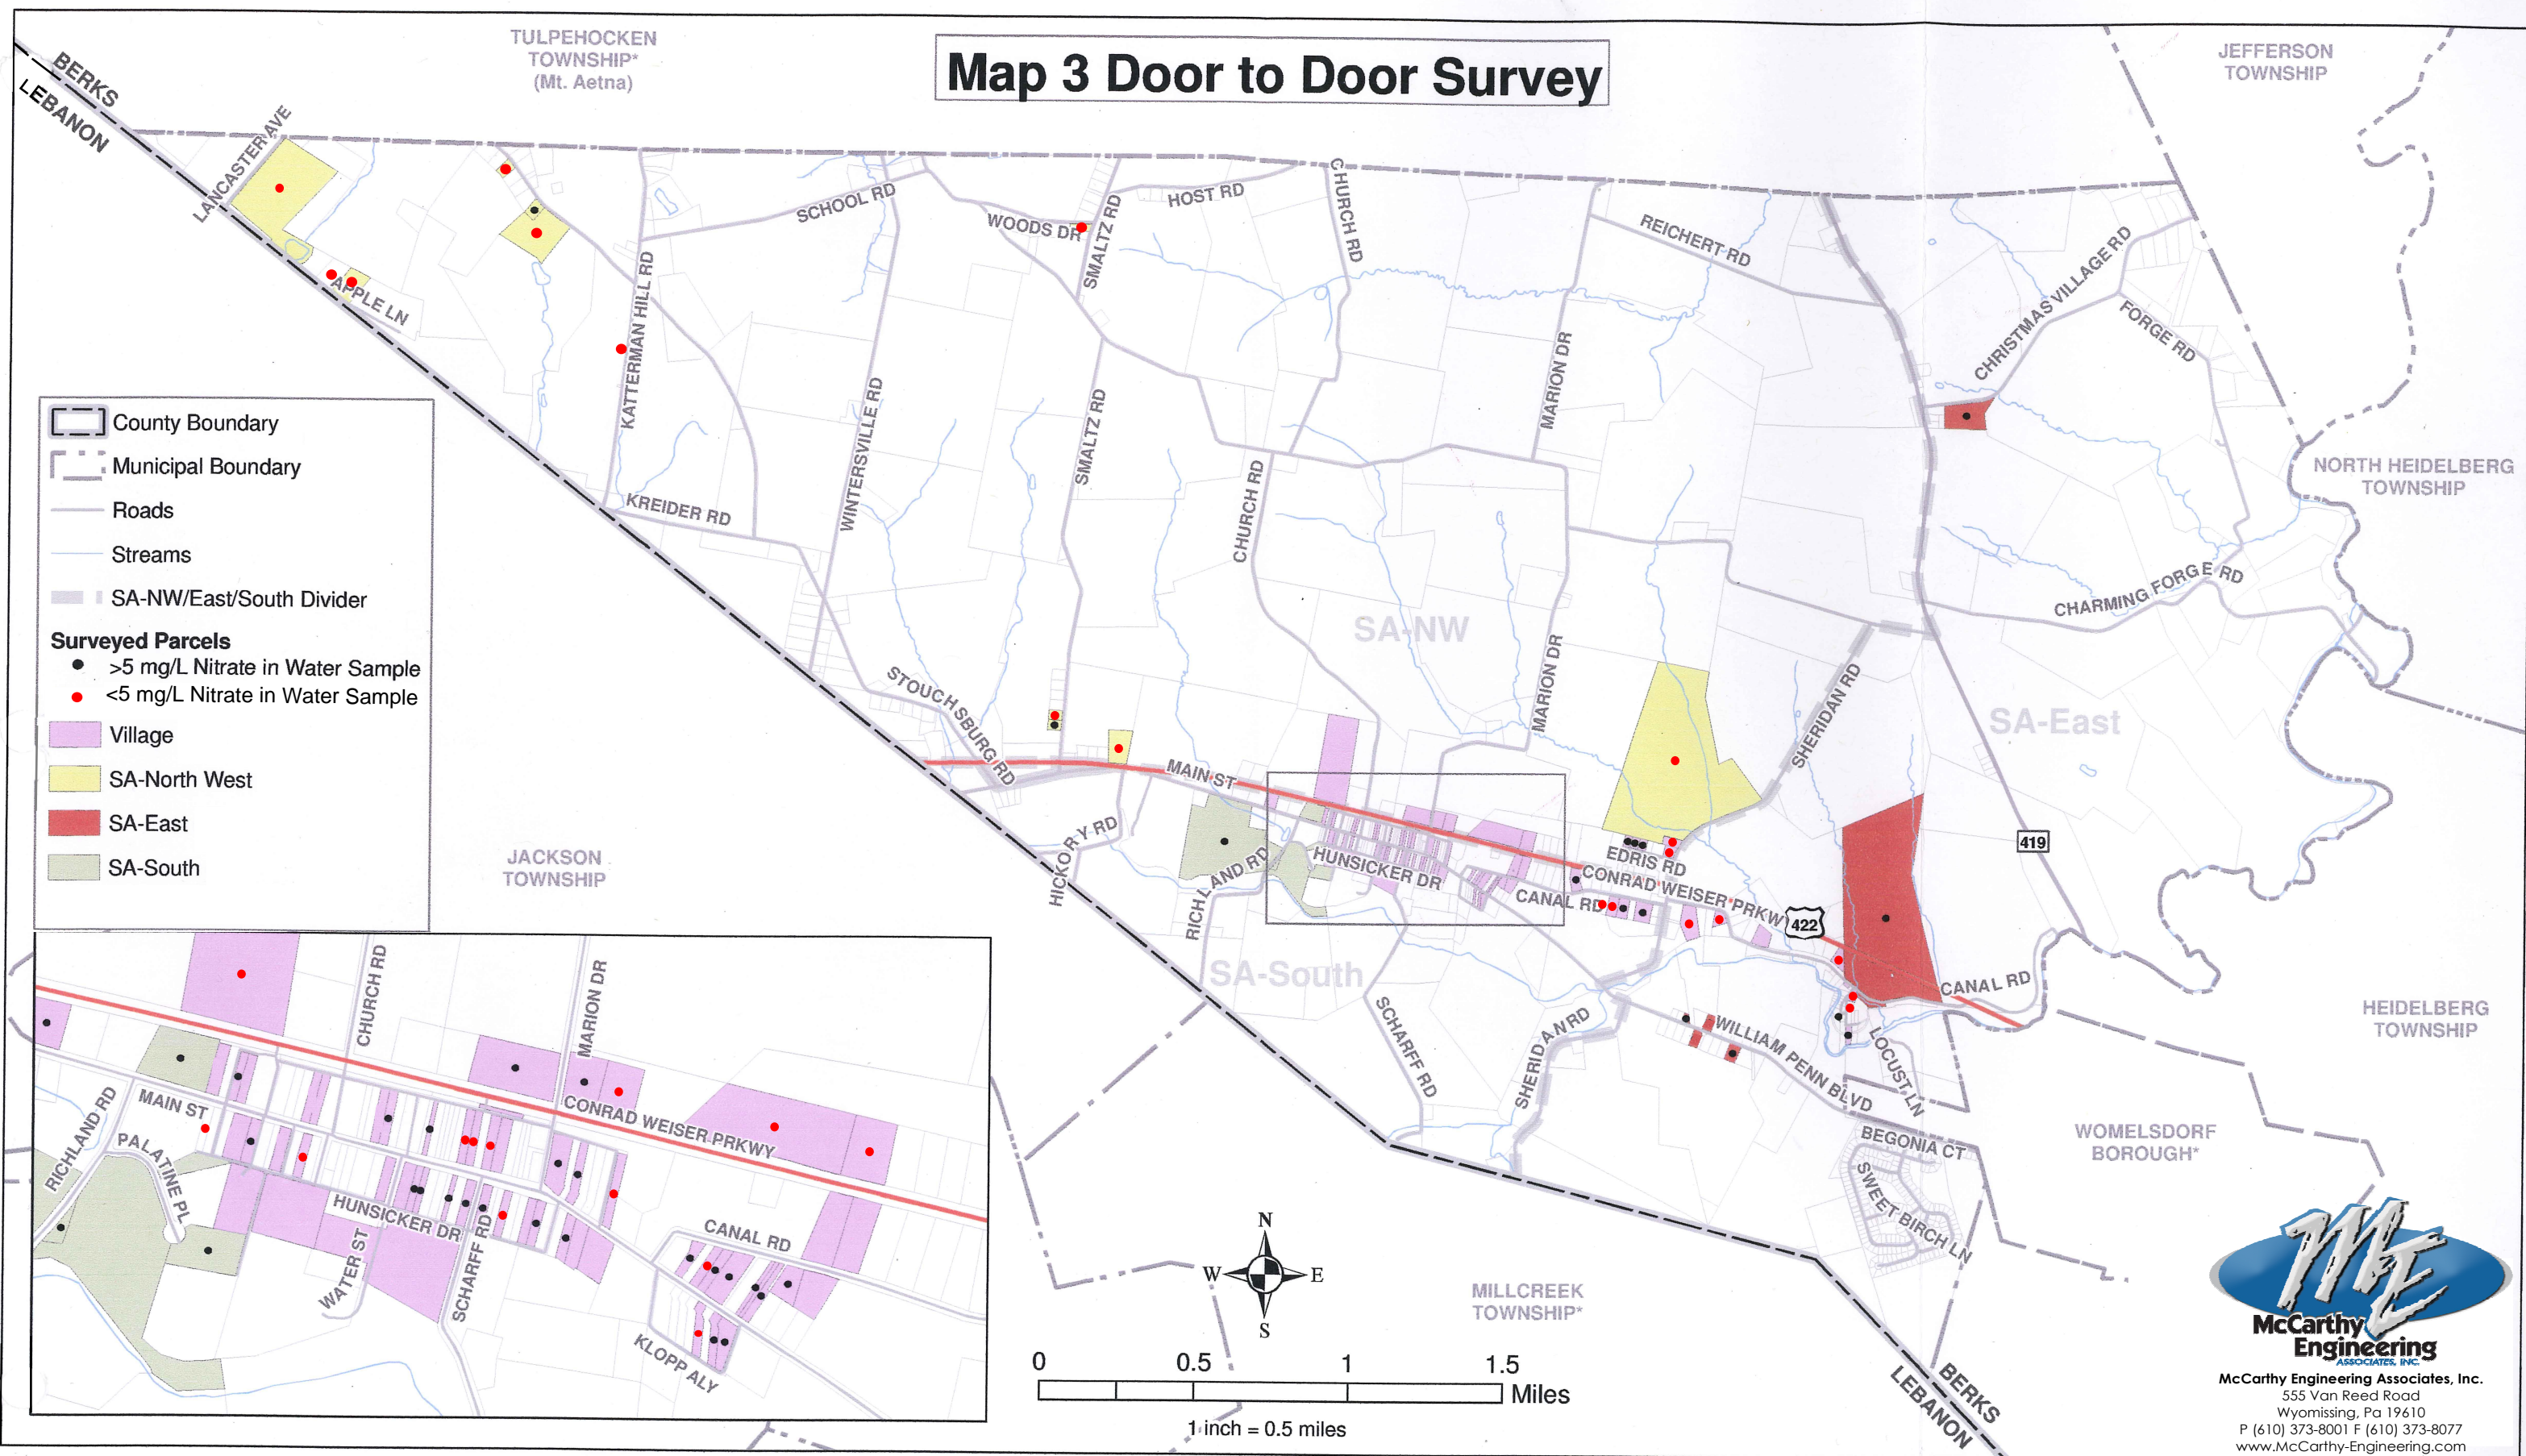 Map 3 Door to Door Survey
TULPEHOCKEN
TOWNSHIP*
(Mt. Aetna)
JEFFERSON
TOWNSHIP
BERKS
LEBANON
LANCASTER AVE
APPLE LN
KATTERMAN HILL RD
SCHOOL RD
WOODS DR
SMALTZ RD
HOST RD
CHURCH RD
REICHERT RD
CHRISTMAS VILLAGE RD
FORGE RD
MARION DR
WINTERSVILLE RD
SMALTZ RD
CHURCH RD
KREIDER RD
NORTH HEIDELBERG
TOWNSHIP
CHARMING FORGE RD
SA-NW
MARION DR
SHERIDAN RD
SA-East
STOUCHSBURG RD
MAIN ST
419
HICKORY RD
RICHLAND RD
HUNSICKER DR
EDRIS RD
CONRAD WEISER PRKWY
CANAL RD
422
SA-South
CANAL RD
SCHARFF RD
SHERIDAN RD
WILLIAM PENN BLVD
LOCUST LN
HEIDELBERG
TOWNSHIP
BEGONIA CT
SWEET BIRCH LN
WOMELSDORF
BOROUGH*
JACKSON
TOWNSHIP
MILLCREEK
TOWNSHIP*
BERKS
LEBANON
County Boundary
Municipal Boundary
Roads
Streams
SA-NW/East/South Divider
Surveyed Parcels
>5 mg/L Nitrate in Water Sample
<5 mg/L Nitrate in Water Sample
Village
SA-North West
SA-East
SA-South
CHURCH RD
MARION DR
CONRAD WEISER PRKWY
MAIN ST
RICHLAND RD
PALATINE PL
HUNSICKER DR
WATER ST
SCHARFF RD
CANAL RD
KLOPP ALY
N
W
E
S
0 0.5 1 1.5
Miles
1 inch = 0.5 miles
ME
McCarthy
Engineering
ASSOCIATES, INC.
McCarthy Engineering Associates, Inc.
555 Van Reed Road
Wyomissing, Pa 19610
P (610) 373-8001 F (610) 373-8077
www.McCarthy-Engineering.com